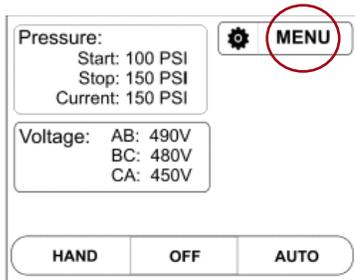 Pressure:
Start: 100 PSI
Stop: 150 PSI
Current: 150 PSI
MENU
Voltage: AB: 490V
BC: 480V
CA: 450V
HAND OFF AUTO